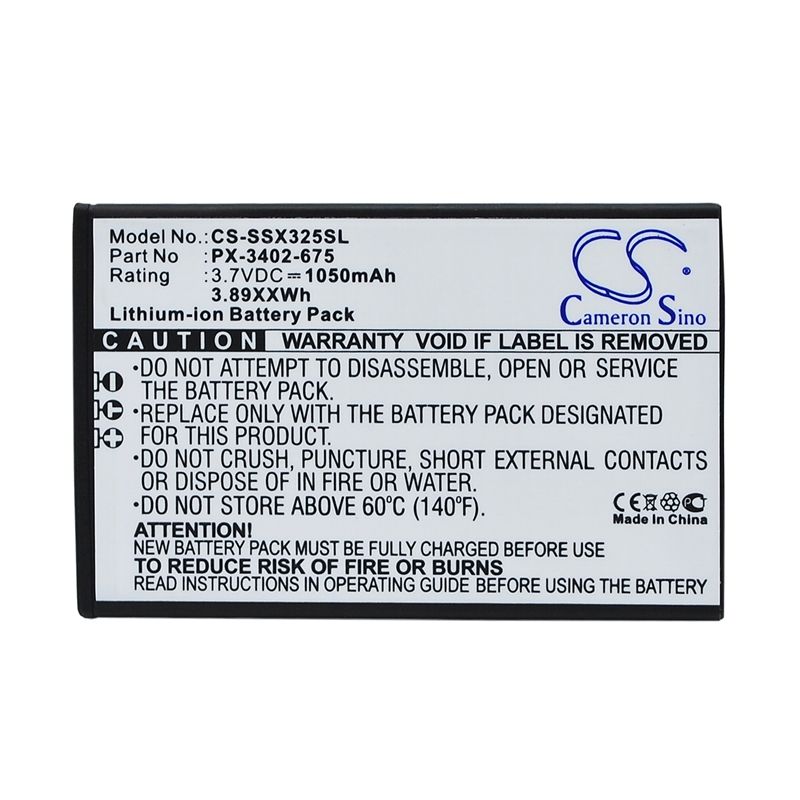 Model No.: CS-SSX325SL
Part No : PX-3402-675
Rating : 3.7VDC⎓1050mAh
3.89XXWh
Lithium-ion Battery Pack
CS ®
Cameron Sino
CAUTION WARRANTY VOID IF LABEL IS REMOVED
•DO NOT ATTEMPT TO DISASSEMBLE, OPEN OR SERVICE
THE BATTERY PACK.
•REPLACE ONLY WITH THE BATTERY PACK DESIGNATED
FOR THIS PRODUCT.
•DO NOT CRUSH, PUNCTURE, SHORT EXTERNAL CONTACTS
OR DISPOSE OF IN FIRE OR WATER.
•DO NOT STORE ABOVE 60°C (140°F).
CE
Made In China
ATTENTION!
NEW BATTERY PACK MUST BE FULLY CHARGED BEFORE USE
TO REDUCE RISK OF FIRE OR BURNS
READ INSTRUCTIONS IN OPERATING GUIDE BEFORE USING THE BATTERY